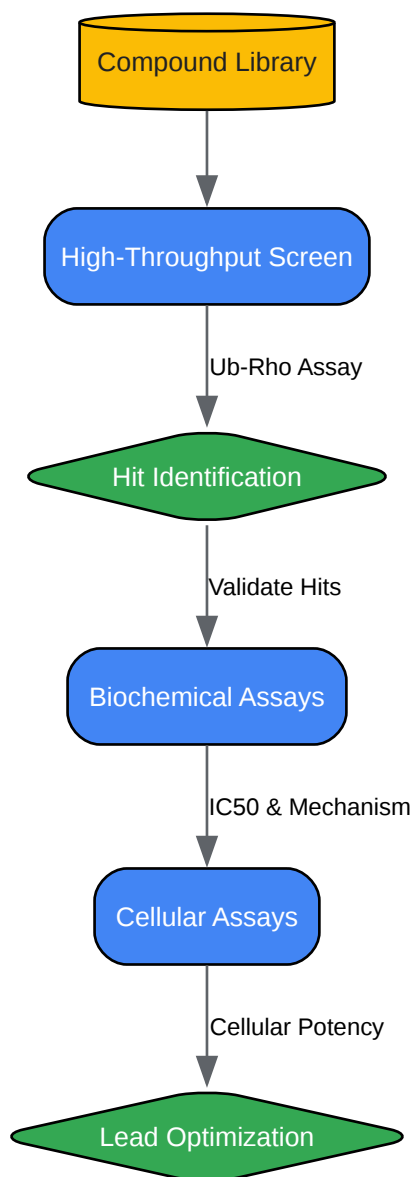 Compound Library
High-Throughput Screen
Ub-Rho Assay
Hit Identification
Validate Hits
Biochemical Assays
IC50 & Mechanism
Cellular Assays
Cellular Potency
Lead Optimization